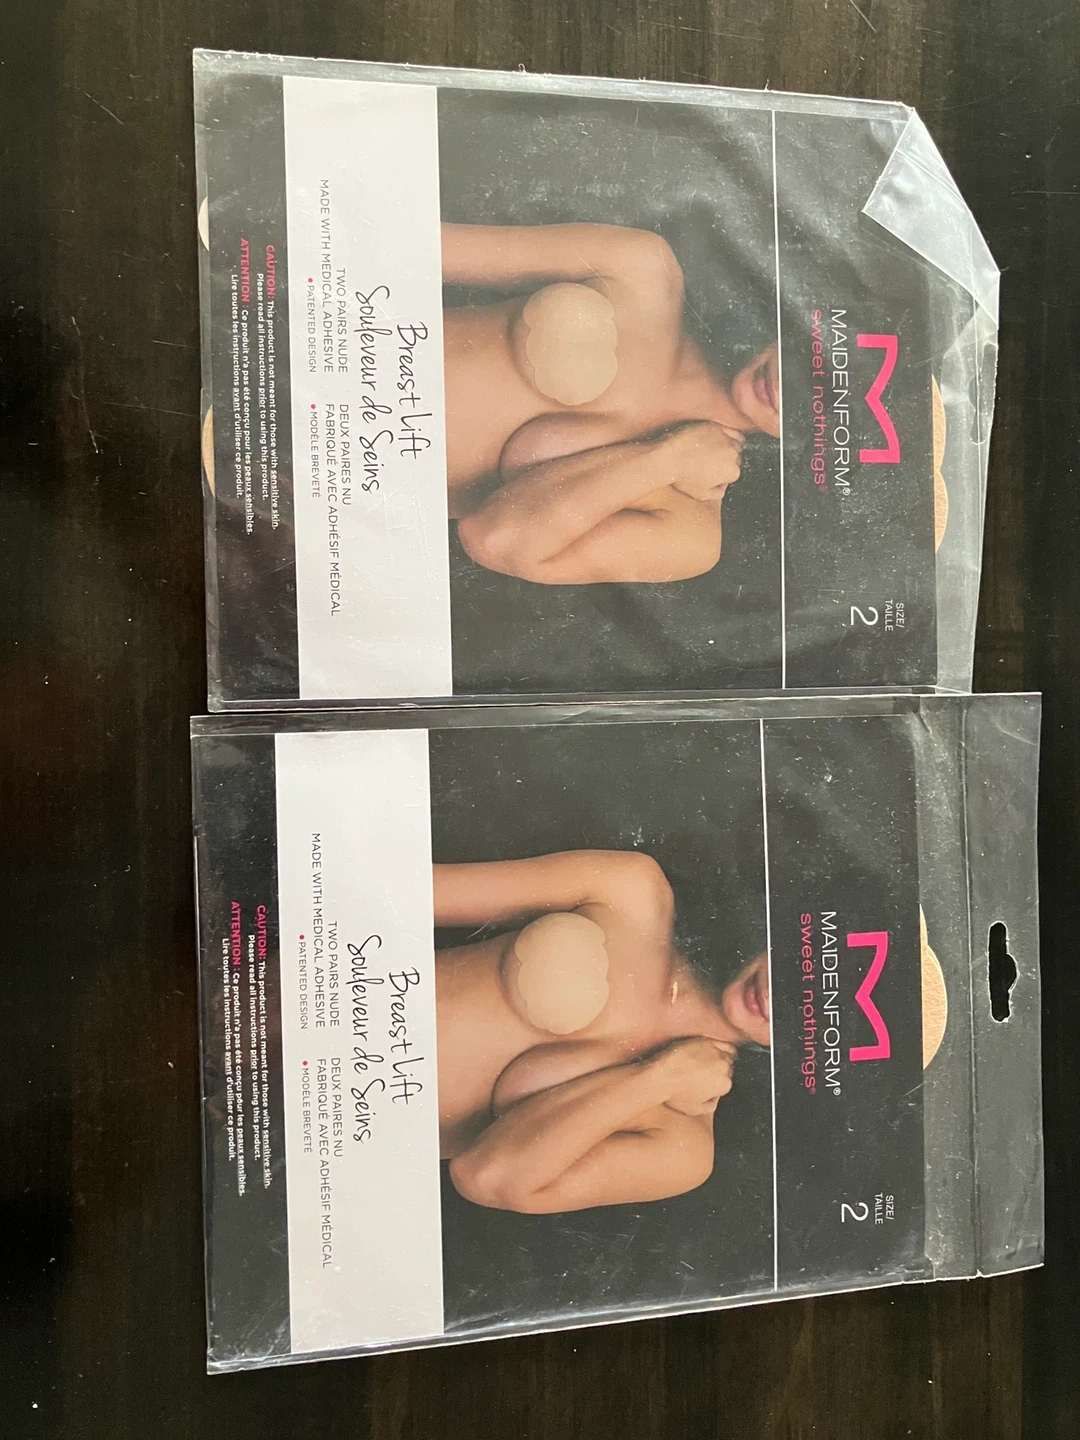 MAIDENFORM®
sweet nothings®
SIZE/
TAILLE
2
Breast Lift
Souleveur de Seins
TWO PAIRS NUDE
MADE WITH MEDICAL ADHESIVE
• PATENTED DESIGN
DEUX PAIRES NU
FABRIQUÉ AVEC ADHÉSIF MÉDICAL
• MODÈLE BREVETÉ
CAUTION: This product is not meant for those with sensitive skin.
Please read all instructions prior to using this product.
ATTENTION : Ce produit n'a pas été conçu pour les peaux sensibles.
Lire toutes les instructions avant d'utiliser ce produit.
MAIDENFORM®
sweet nothings®
SIZE/
TAILLE
2
Breast Lift
Souleveur de Seins
TWO PAIRS NUDE
MADE WITH MEDICAL ADHESIVE
• PATENTED DESIGN
DEUX PAIRES NU
FABRIQUÉ AVEC ADHÉSIF MÉDICAL
• MODÈLE BREVETÉ
CAUTION: This product is not meant for those with sensitive skin.
Please read all instructions prior to using this product.
ATTENTION : Ce produit n'a pas été conçu pour les peaux sensibles.
Lire toutes les instructions avant d'utiliser ce produit.